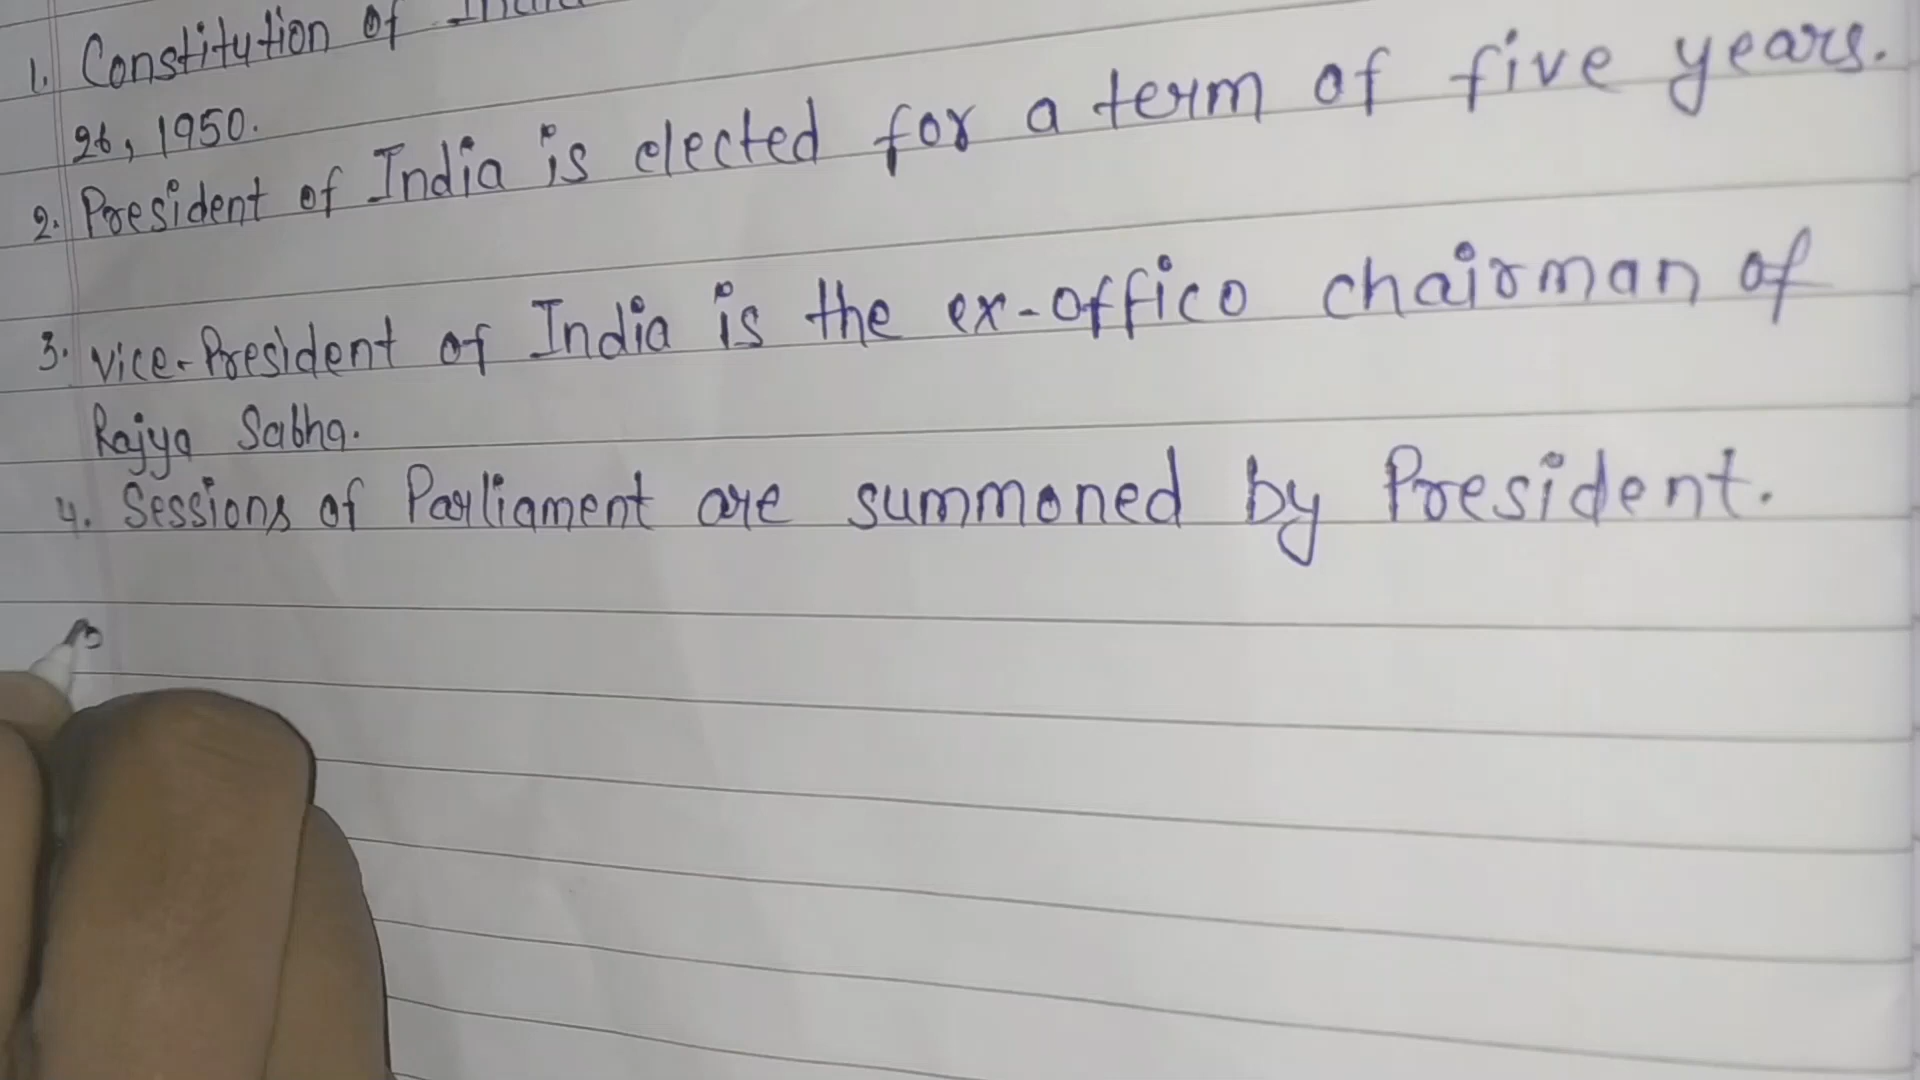 1. Constitution of India
26, 1950.
2. President of India is elected for a term of five years.
3. Vice-President of India is the ex-offico chairman of
Rajya Sabha.
4. Sessions of Parliament are summoned by President.